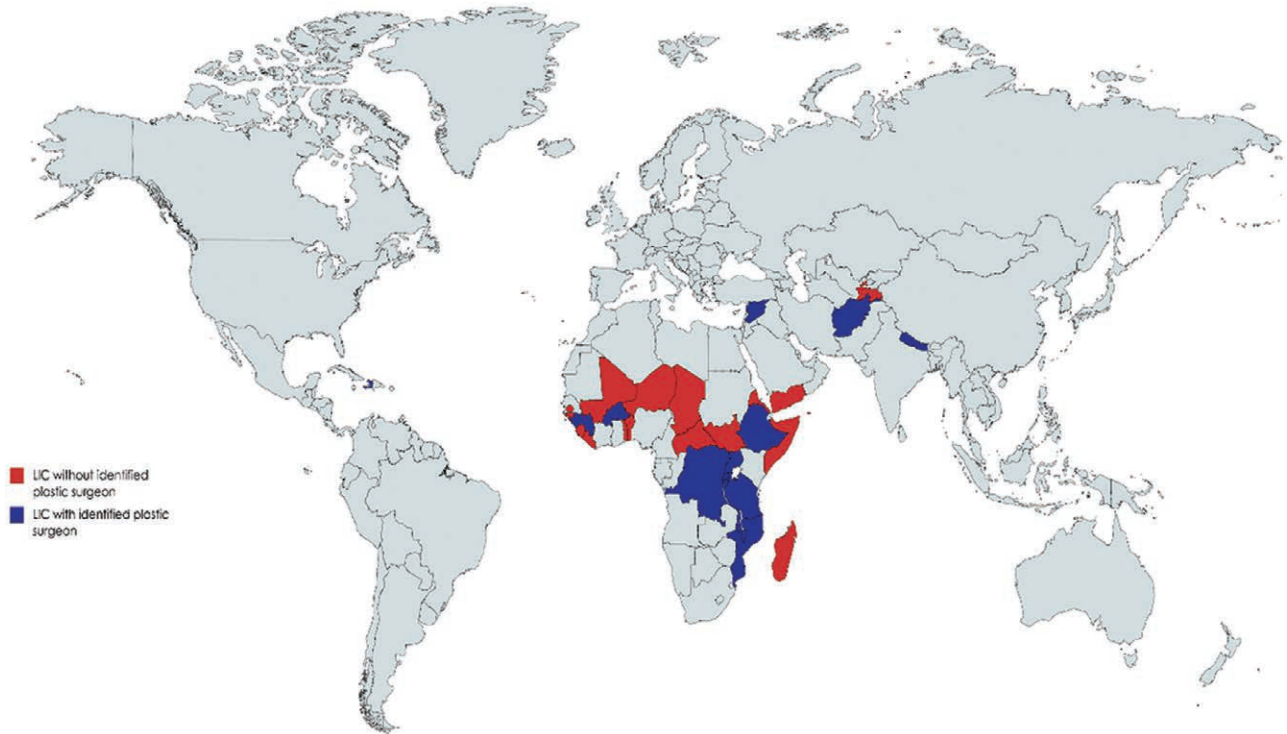 LIC without identified
plastic surgeon
LIC with identified plastic
surgeon